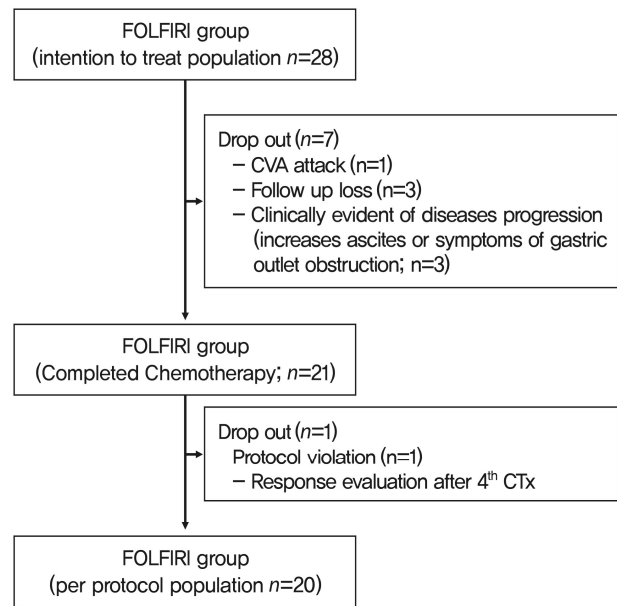 FOLFIRI group
(intention to treat population n=28)
Drop out (n=7)
– CVA attack (n=1)
– Follow up loss (n=3)
– Clinically evident of diseases progression
(increases ascites or symptoms of gastric
outlet obstruction; n=3)
FOLFIRI group
(Completed Chemotherapy; n=21)
Drop out (n=1)
Protocol violation (n=1)
– Response evaluation after 4th CTx
FOLFIRI group
(per protocol population n=20)